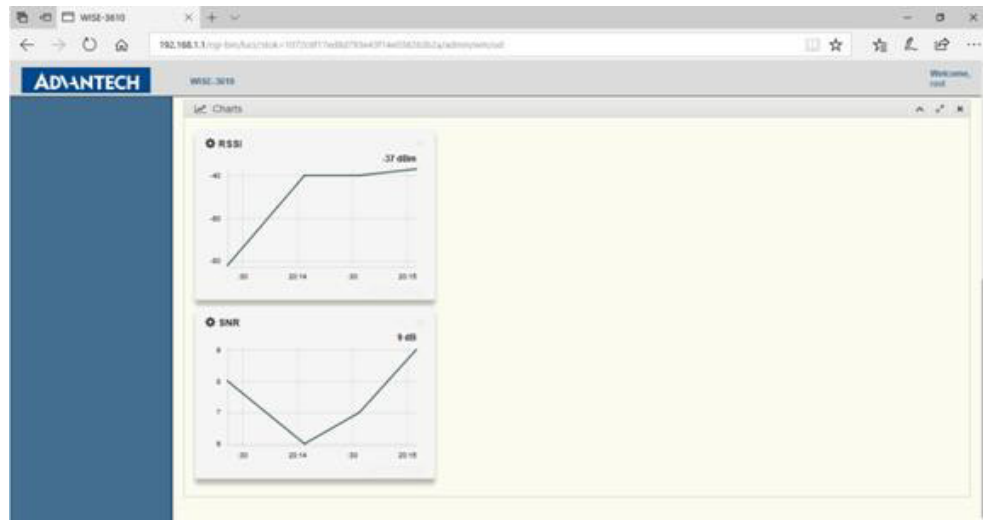 WISE-3610
192.168.1.1
ADVANTECH
WISE-3610
Welcome,
root
Charts
RSSI
-37 dBm
-40
-60
-80
:30
20:14
:30
20:15
SNR
9 dB
9
8
7
6
:30
20:14
:30
20:15